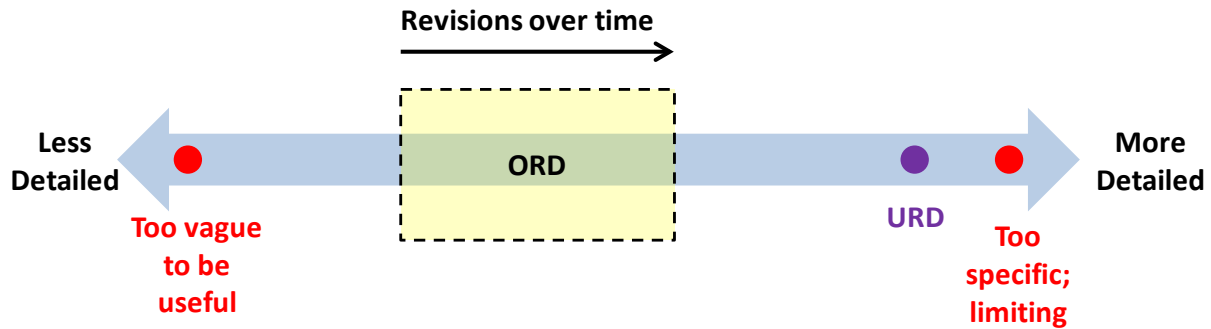 Revisions over time
Less
Detailed
ORD
More
Detailed
Too vague
to be
useful
URD
Too
specific;
limiting